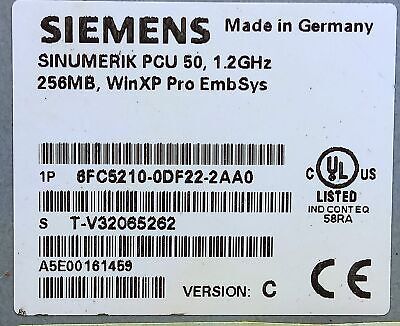 SIEMENS Made in Germany
SINUMERIK PCU 50, 1.2GHz
256MB, WinXP Pro EmbSys
1P 6FC5210-0DF22-2AA0
C UL US
LISTED
IND CONT EQ
58RA
S T-V32065262
A5E00161459
VERSION: C CE